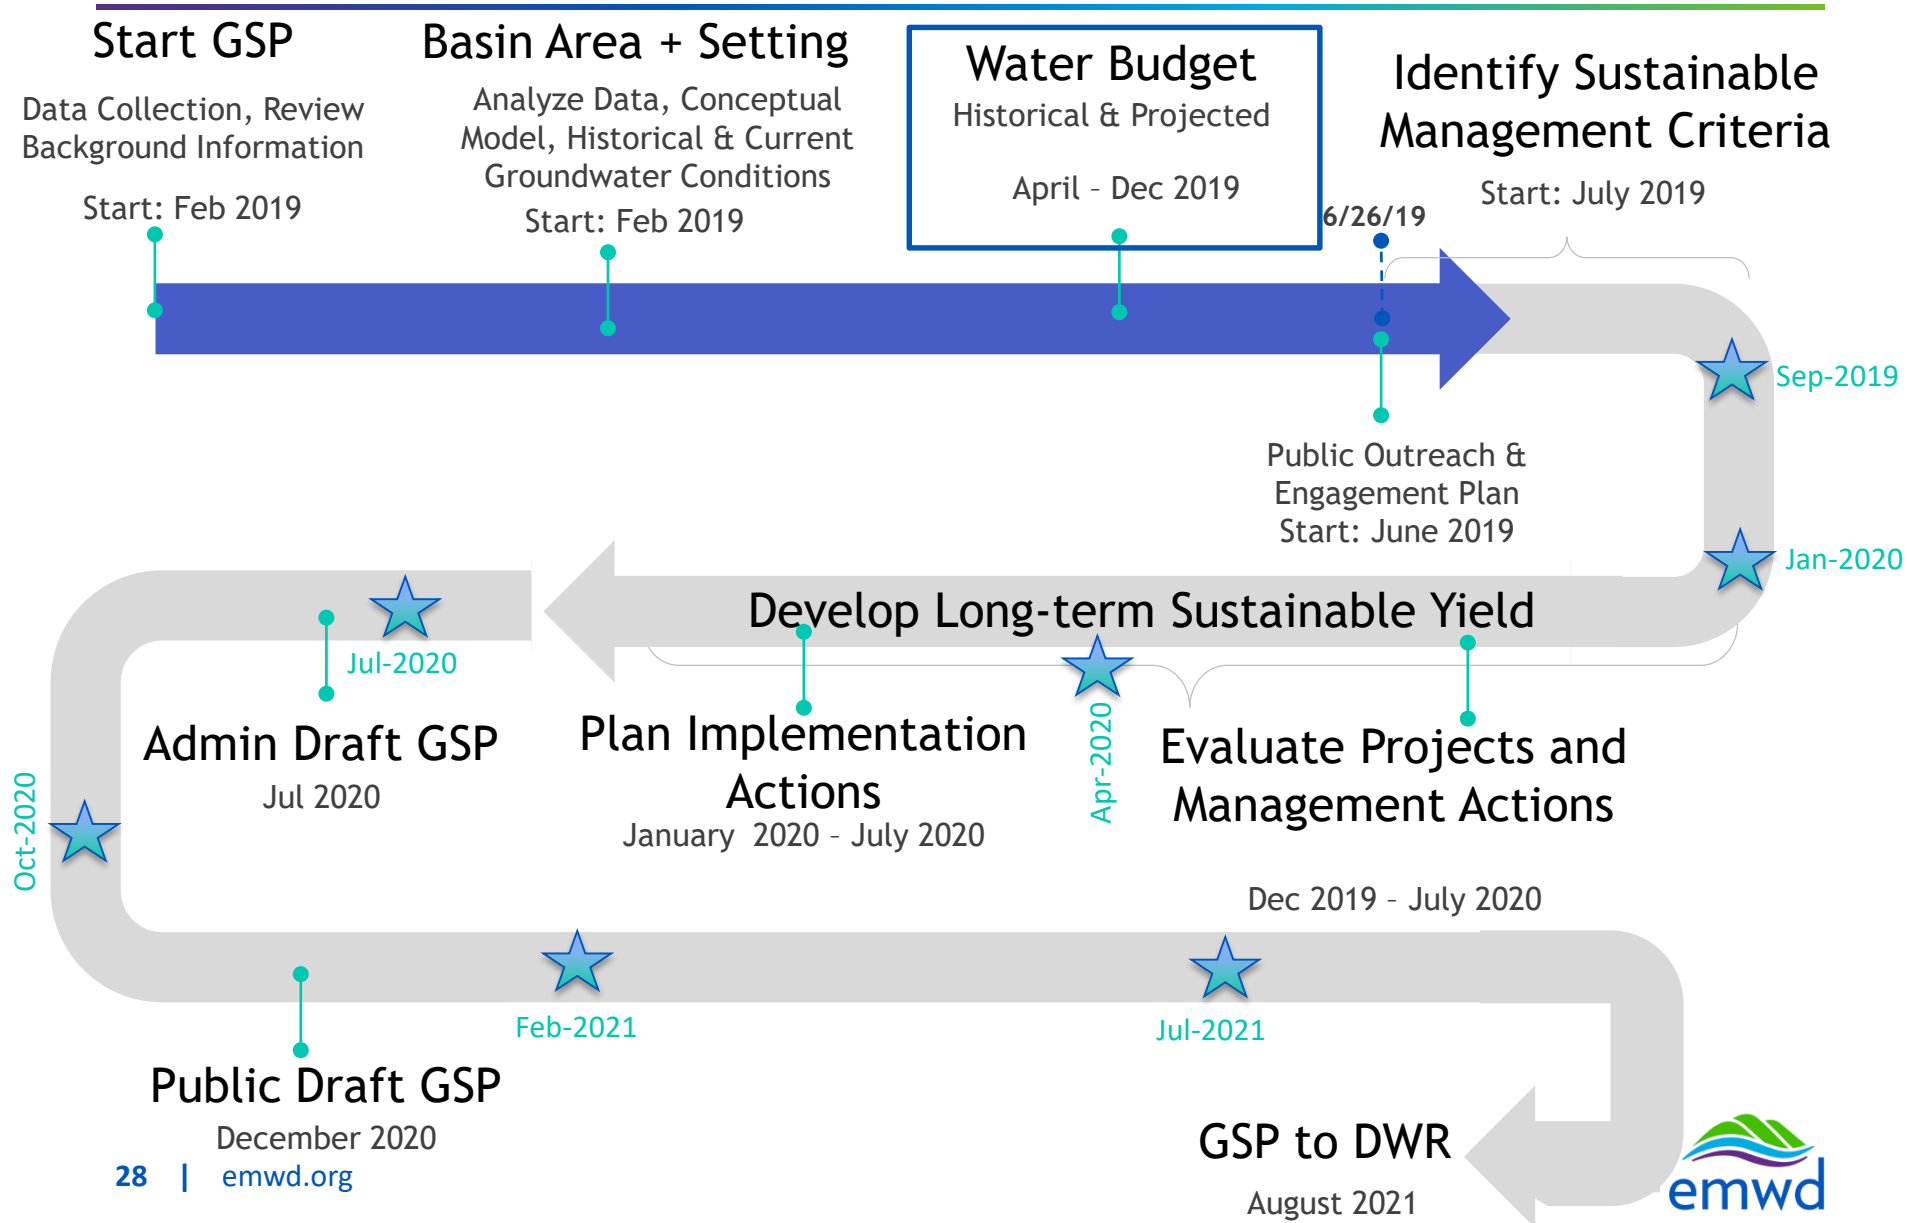 Start GSP
Data Collection, Review
Background Information
Start: Feb 2019
Basin Area + Setting
Analyze Data, Conceptual
Model, Historical & Current
Groundwater Conditions
Start: Feb 2019
Water Budget
Historical & Projected
April – Dec 2019
6/26/19
Identify Sustainable
Management Criteria
Start: July 2019
Sep-2019
Public Outreach &
Engagement Plan
Start: June 2019
Jan-2020
Develop Long-term Sustainable Yield
Evaluate Projects and
Management Actions
Dec 2019 – July 2020
Apr-2020
Plan Implementation
Actions
January  2020 – July 2020
Jul-2020
Admin Draft GSP
Jul 2020
Oct-2020
Public Draft GSP
December 2020
Feb-2021
Jul-2021
GSP to DWR
August 2021
28 | emwd.org
emwd